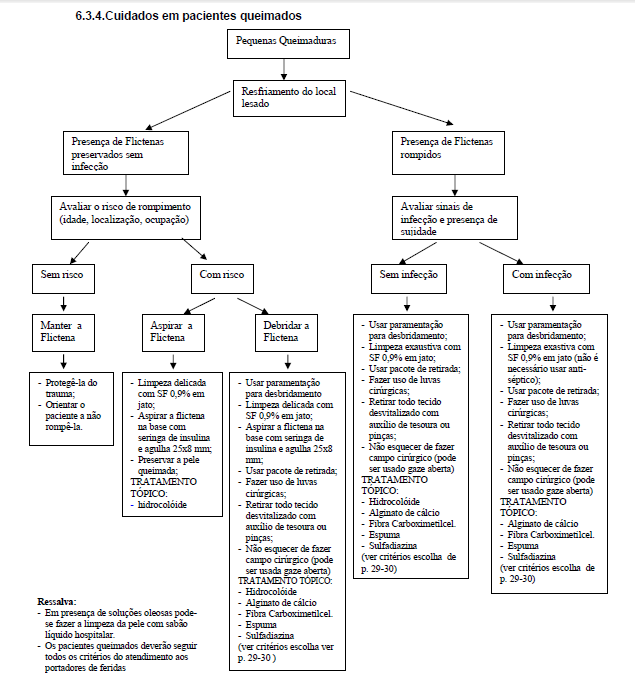 6.3.4.Cuidados em pacientes queimados
Pequenas Queimaduras
Resfriamento do local
lesado
Presença de Flictenas
preservados sem
infecção
Presença de Flictenas
rompidos
Avaliar o risco de rompimento
(idade, localização, ocupação)
Avaliar sinais de
infecção e presença de
sujidade
Sem risco
Com risco
Sem infecção
Com infecção
Manter a
Flictena
Aspirar a
Flictena
Debridar a
Flictena
- Protegê-la do
trauma;
- Orientar o
paciente a não
rompê-la.
- Limpeza delicada
com SF 0,9% em
jato;
- Aspirar a flictena
na base com
seringa de insulina
e agulha 25x8 mm;
- Preservar a pele
queimada;
TRATAMENTO
TÓPICO:
- hidrocolóide
- Usar paramentação
para desbridamento
- Limpeza delicada com
SF 0,9% em jato;
- Aspirar a flictena na
base com seringa de
insulina e agulha 25x8
mm;
- Usar pacote de retirada;
- Fazer uso de luvas
cirúrgicas;
- Retirar todo tecido
desvitalizado com
auxílio de tesoura ou
pinças;
- Não esquecer de fazer
campo cirúrgico (pode
ser usada gaze aberta)
TRATAMENTO TÓPICO:
- Hidrocolóide
- Alginato de cálcio
- Fibra Carboximetilcel.
- Espuma
- Sulfadiazina
(ver critérios escolha ver
p. 29-30 )
- Usar paramentação
para desbridamento;
- Limpeza exaustiva com
SF 0,9% em jato;
- Usar pacote de retirada;
- Fazer uso de luvas
cirúrgicas;
- Retirar todo tecido
desvitalizado com
auxílio de tesoura ou
pinças;
- Não esquecer de fazer
campo cirúrgico (pode
ser usado gaze aberta)
TRATAMENTO
TÓPICO:
- Hidrocolóide
- Alginato de cálcio
- Fibra Carboximetilcel.
- Espuma
- Sulfadiazina
(ver critérios escolha de
p. 29-30)
- Usar paramentação
para desbridamento;
- Limpeza exastiva com
SF 0,9% em jato (não é
necessário usar anti-
séptico);
- Usar pacote de retirada;
- Fazer uso de luvas
cirúrgicas;
- Retirar todo tecido
desvitalizado com
auxílio de tesoura ou
pinças;
- Não esquecer de fazer
campo cirúrgico (pode
ser usado gaze aberta)
TRATAMENTO
TÓPICO:
- Alginato de cálcio
- Fibra Carboximetilcel.
- Espuma
- Sulfadiazina
(ver critérios escolha de
p. 29-30)
Ressalva:
- Em presença de soluções oleosas pode-
se fazer a limpeza da pele com sabão
líquido hospitalar.
- Os pacientes queimados deverão seguir
todos os critérios do atendimento aos
portadores de feridas